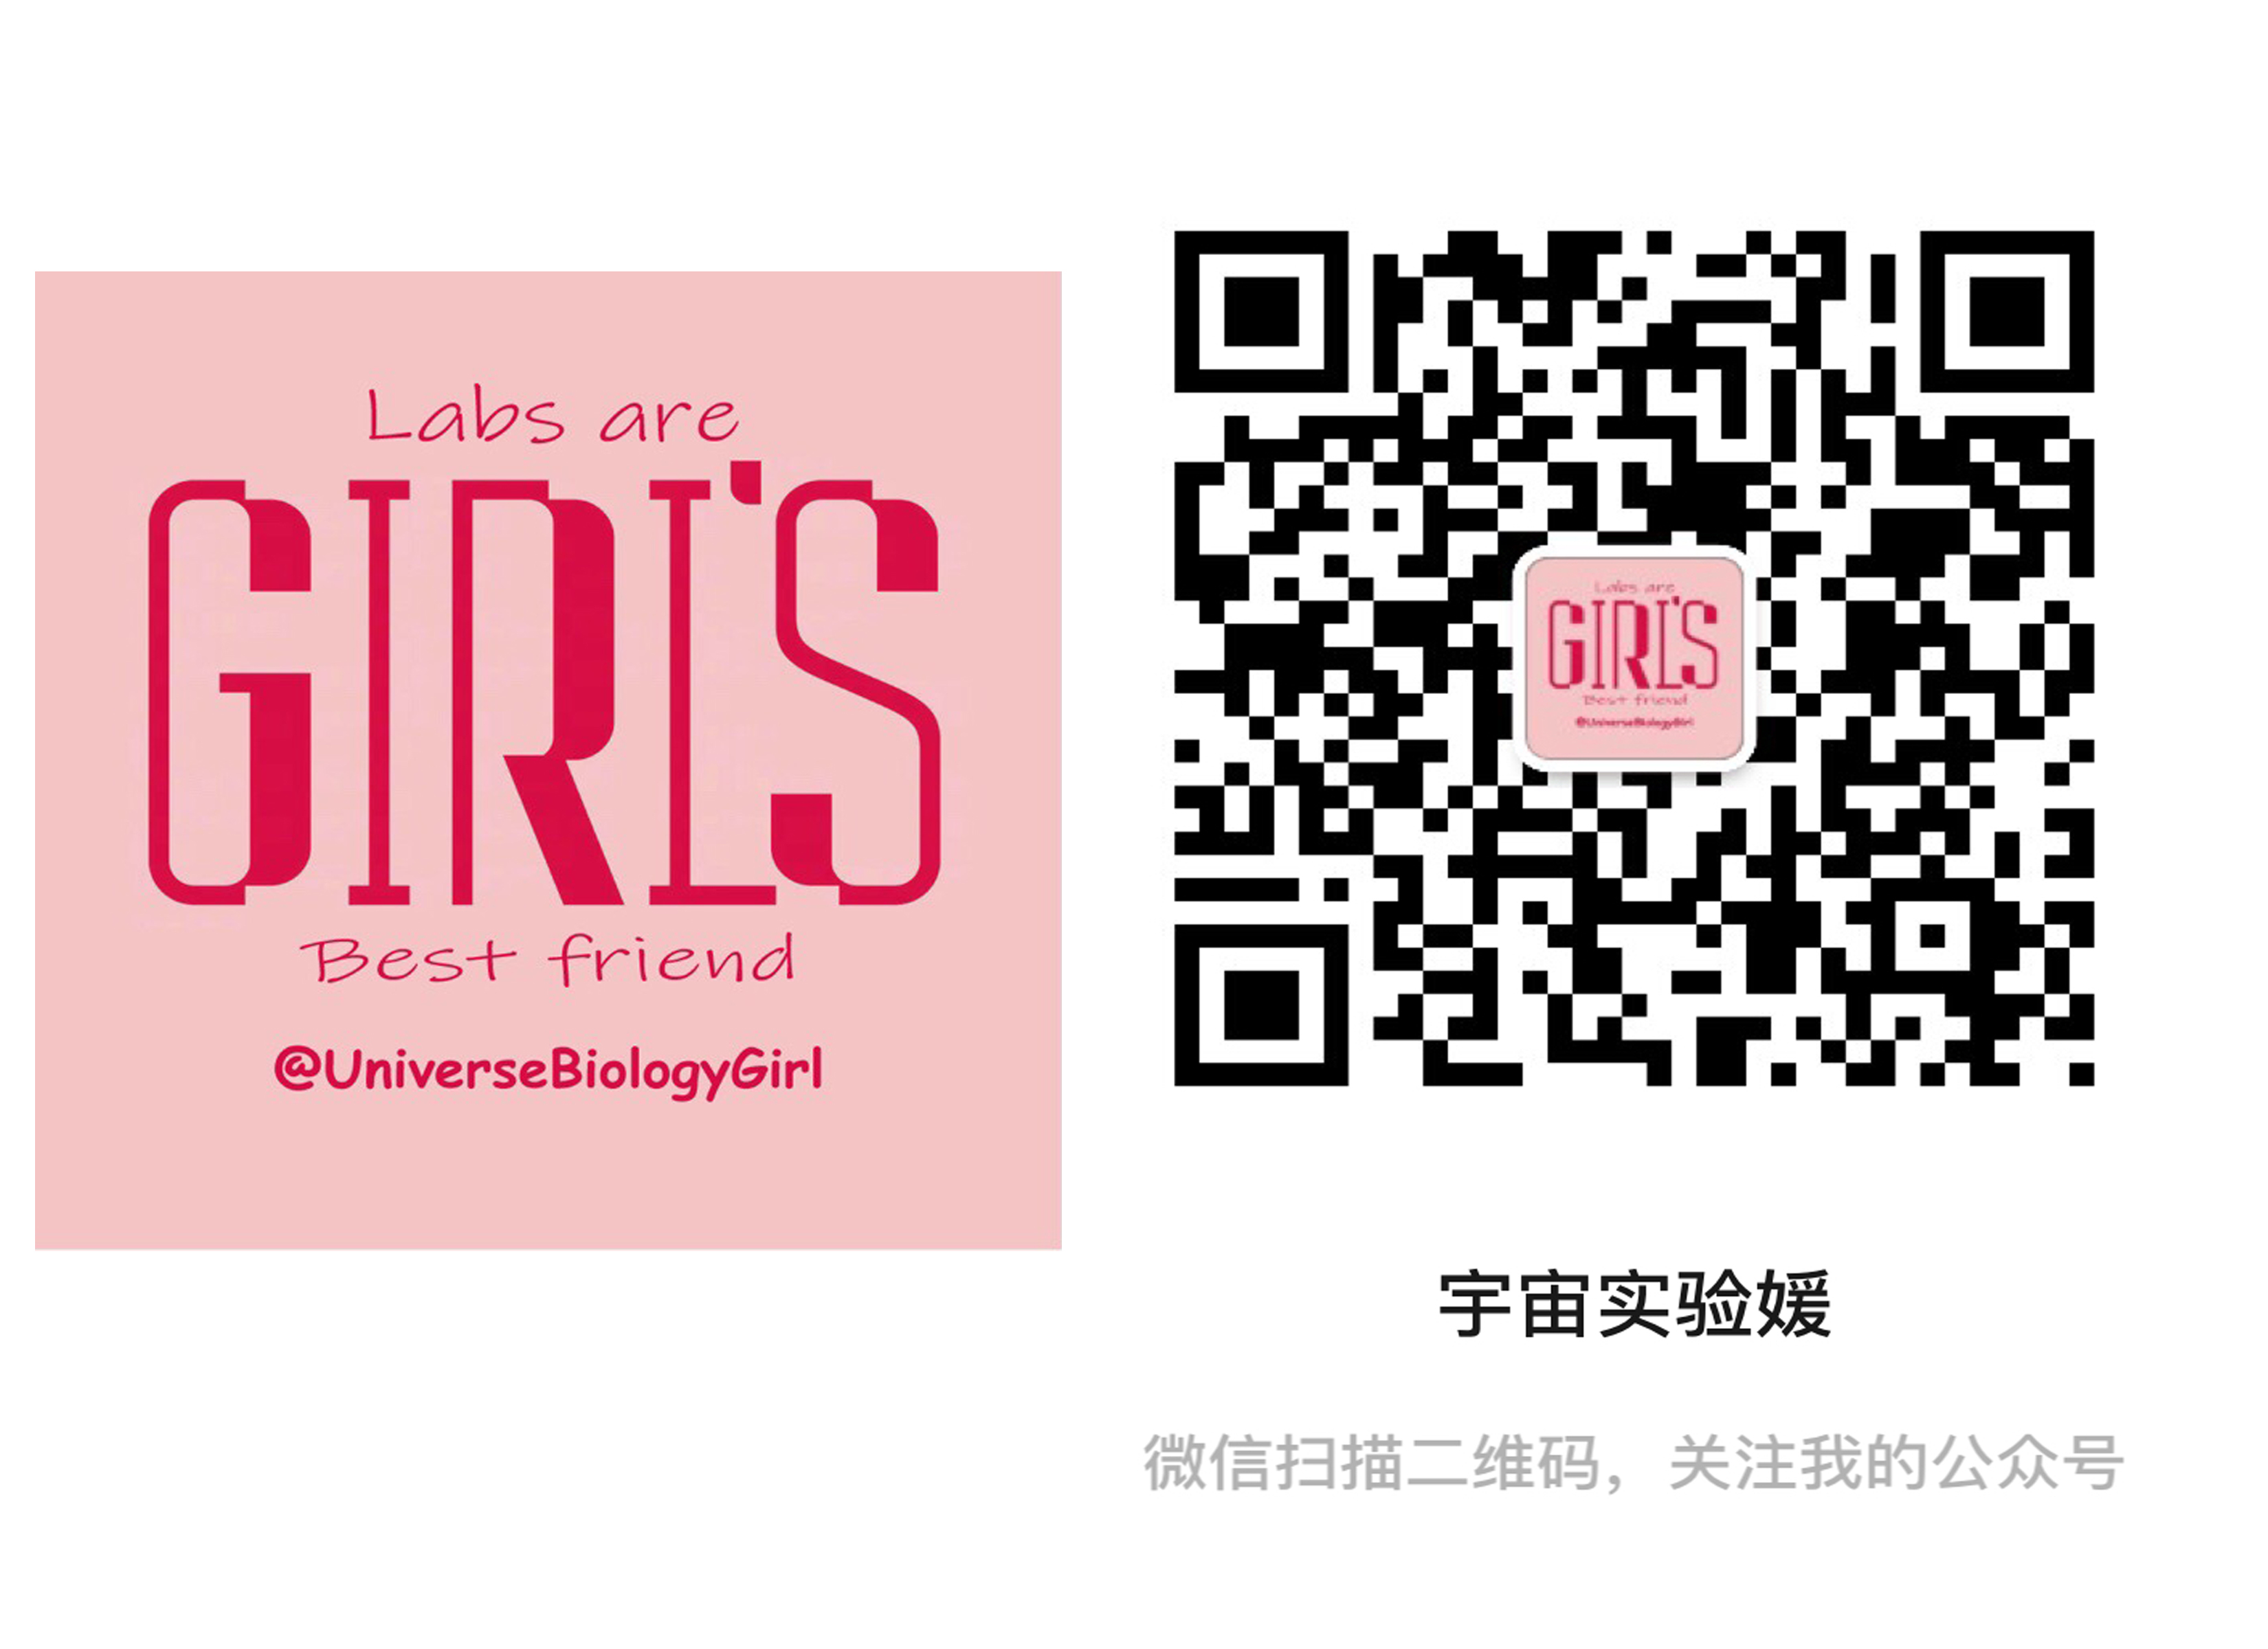 Labs are
GIRL'S
Best friend
@UniverseBiologyGirl
Labs are
GIRL'S
Best friend
@UniverseBiologyGirl
宇宙实验媛
微信扫描二维码，关注我的公众号